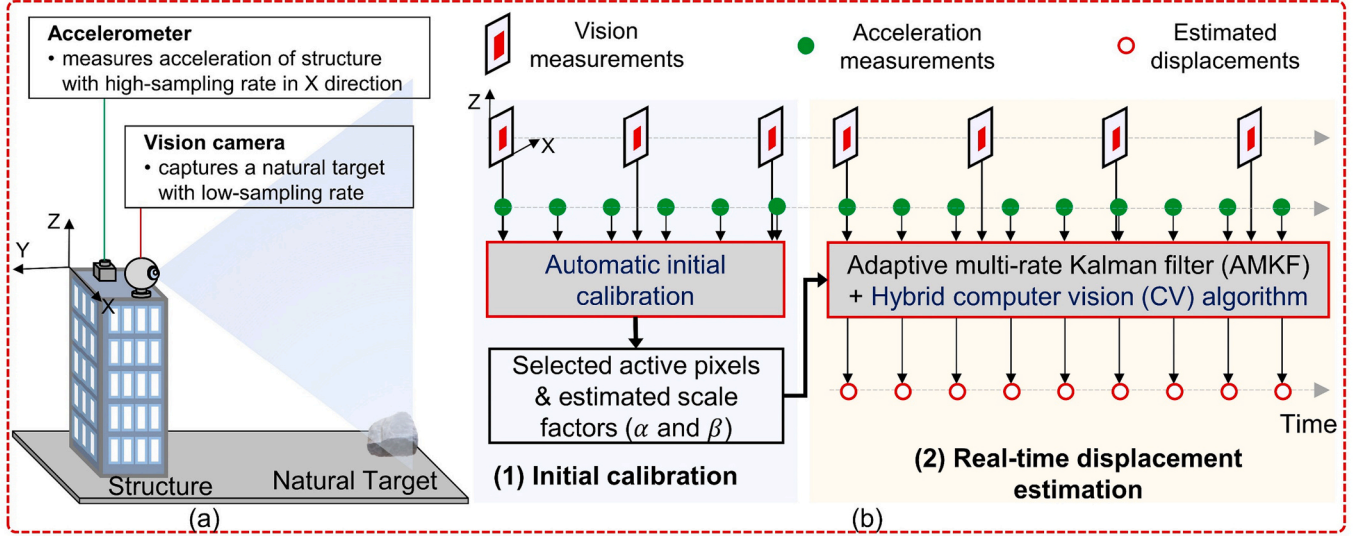 Accelerometer
• measures acceleration of structure
with high-sampling rate in X direction
Vision camera
• captures a natural target
with low-sampling rate
Z
Y
X
Structure
Natural Target
(a)
Vision
measurements
Acceleration
measurements
Estimated
displacements
Z
X
Automatic initial
calibration
Selected active pixels
& estimated scale
factors (α and β)
(1) Initial calibration
Adaptive multi-rate Kalman filter (AMKF)
+ Hybrid computer vision (CV) algorithm
Time
(2) Real-time displacement
estimation
(b)